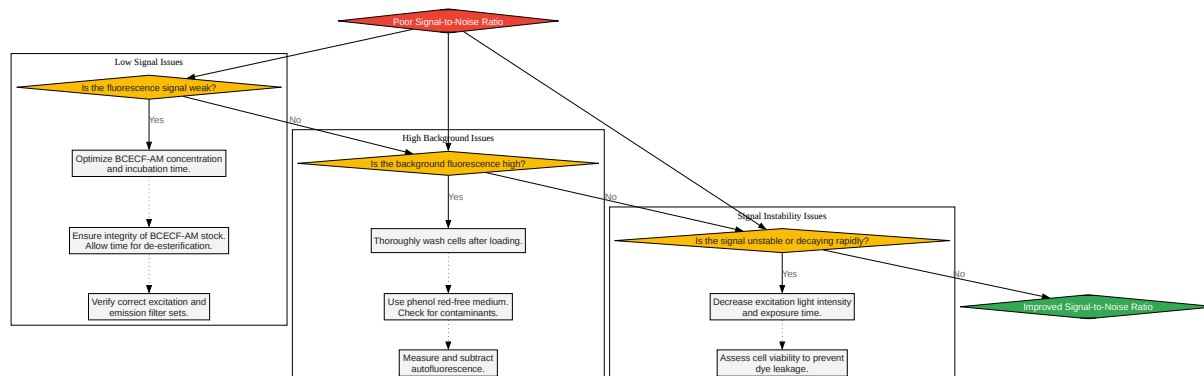 Poor Signal-to-Noise Ratio
Low Signal Issues
Is the fluorescence signal weak?
Yes
No
Optimize BCECF-AM concentration
and incubation time.
Ensure integrity of BCECF-AM stock.
Allow time for de-esterification.
Verify correct excitation and
emission filter sets.
High Background Issues
Is the background fluorescence high?
Yes
No
Thoroughly wash cells after loading.
Use phenol red-free medium.
Check for contaminants.
Measure and subtract
autofluorescence.
Signal Instability Issues
Is the signal unstable or decaying rapidly?
Yes
No
Decrease excitation light intensity
and exposure time.
Assess cell viability to prevent
dye leakage.
Improved Signal-to-Noise Ratio